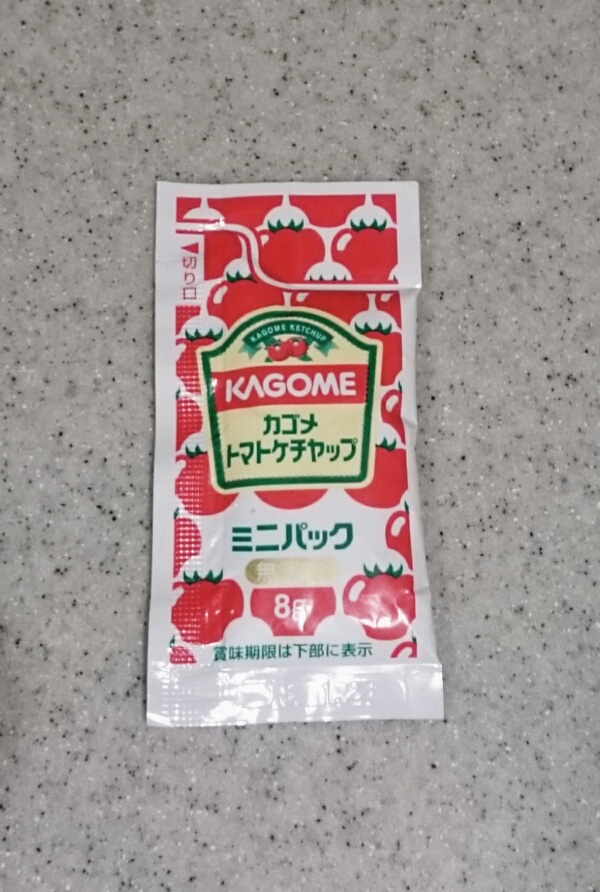 ◀切り口
KAGOME KETCHUP
KAGOME
カゴメ
トマトケチャップ
ミニパック
8g
賞味期限は下部に表示